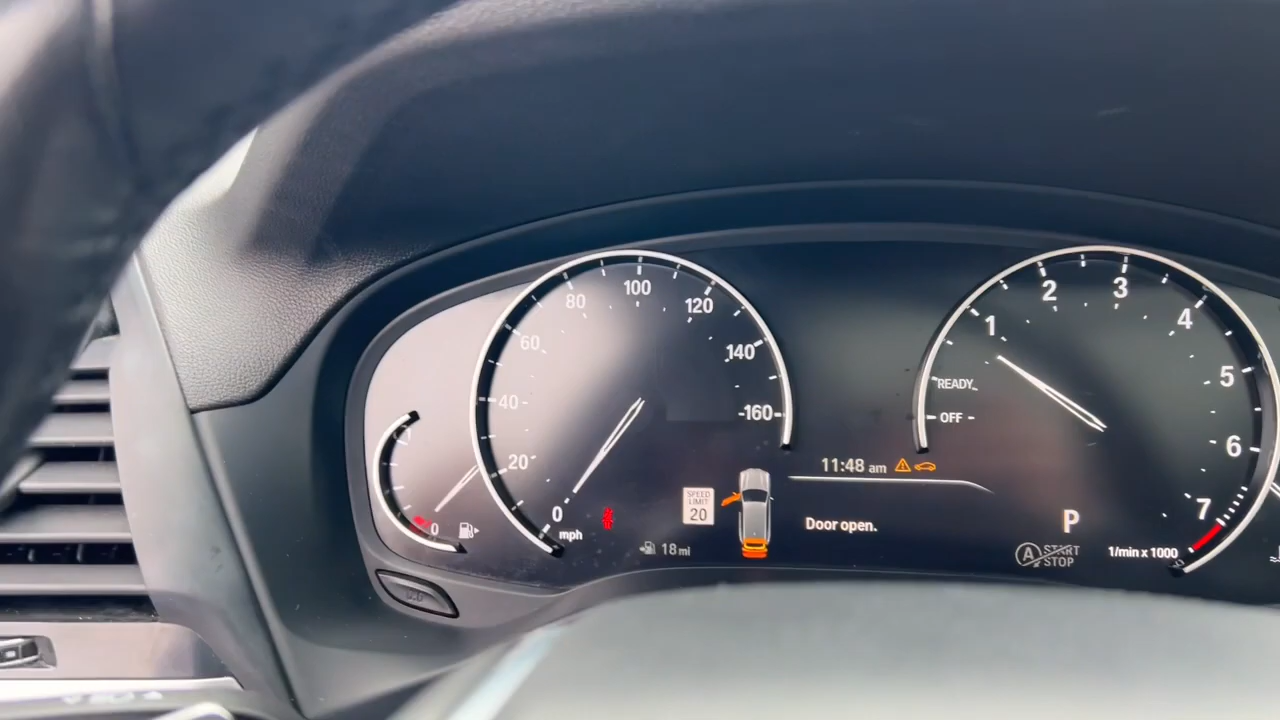 100
80
120
60
140
40
-160-
20
0
mph
0
SPEED
LIMIT
20
18 mi
11:48 am
Door open.
2
3
1
4
READY
5
OFF
6
7
P
A
START
STOP
1/min x 1000